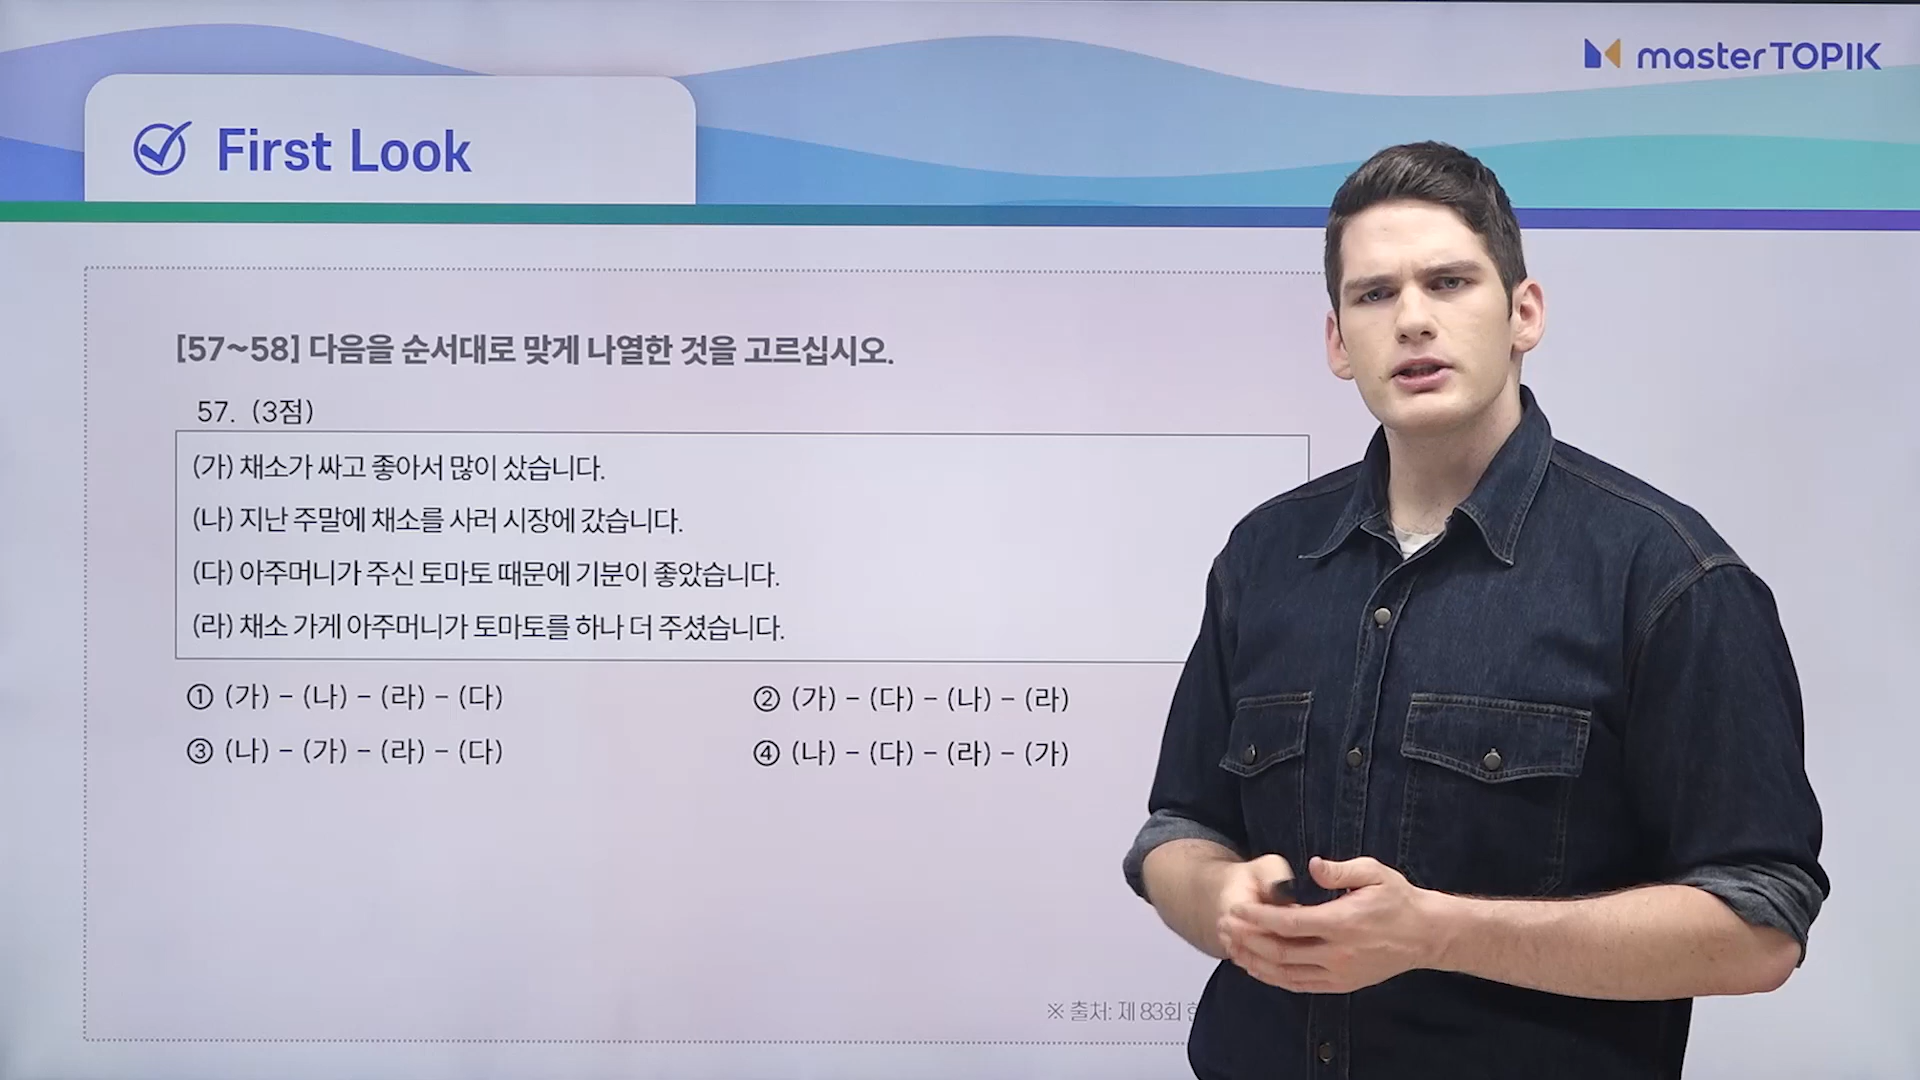 master TOPIK
First Look
[57~58] 다음을 순서대로 맞게 나열한 것을 고르십시오.
57. (3점)
(가) 채소가 싸고 좋아서 많이 샀습니다.
(나) 지난 주말에 채소를 사러 시장에 갔습니다.
(다) 아주머니가 주신 토마토 때문에 기분이 좋았습니다.
(라) 채소 가게 아주머니가 토마토를 하나 더 주셨습니다.
① (가) – (나) – (라) – (다)
② (가) – (다) – (나) – (라)
③ (나) – (가) – (라) – (다)
④ (나) – (다) – (라) – (가)
※ 출처: 제 83회